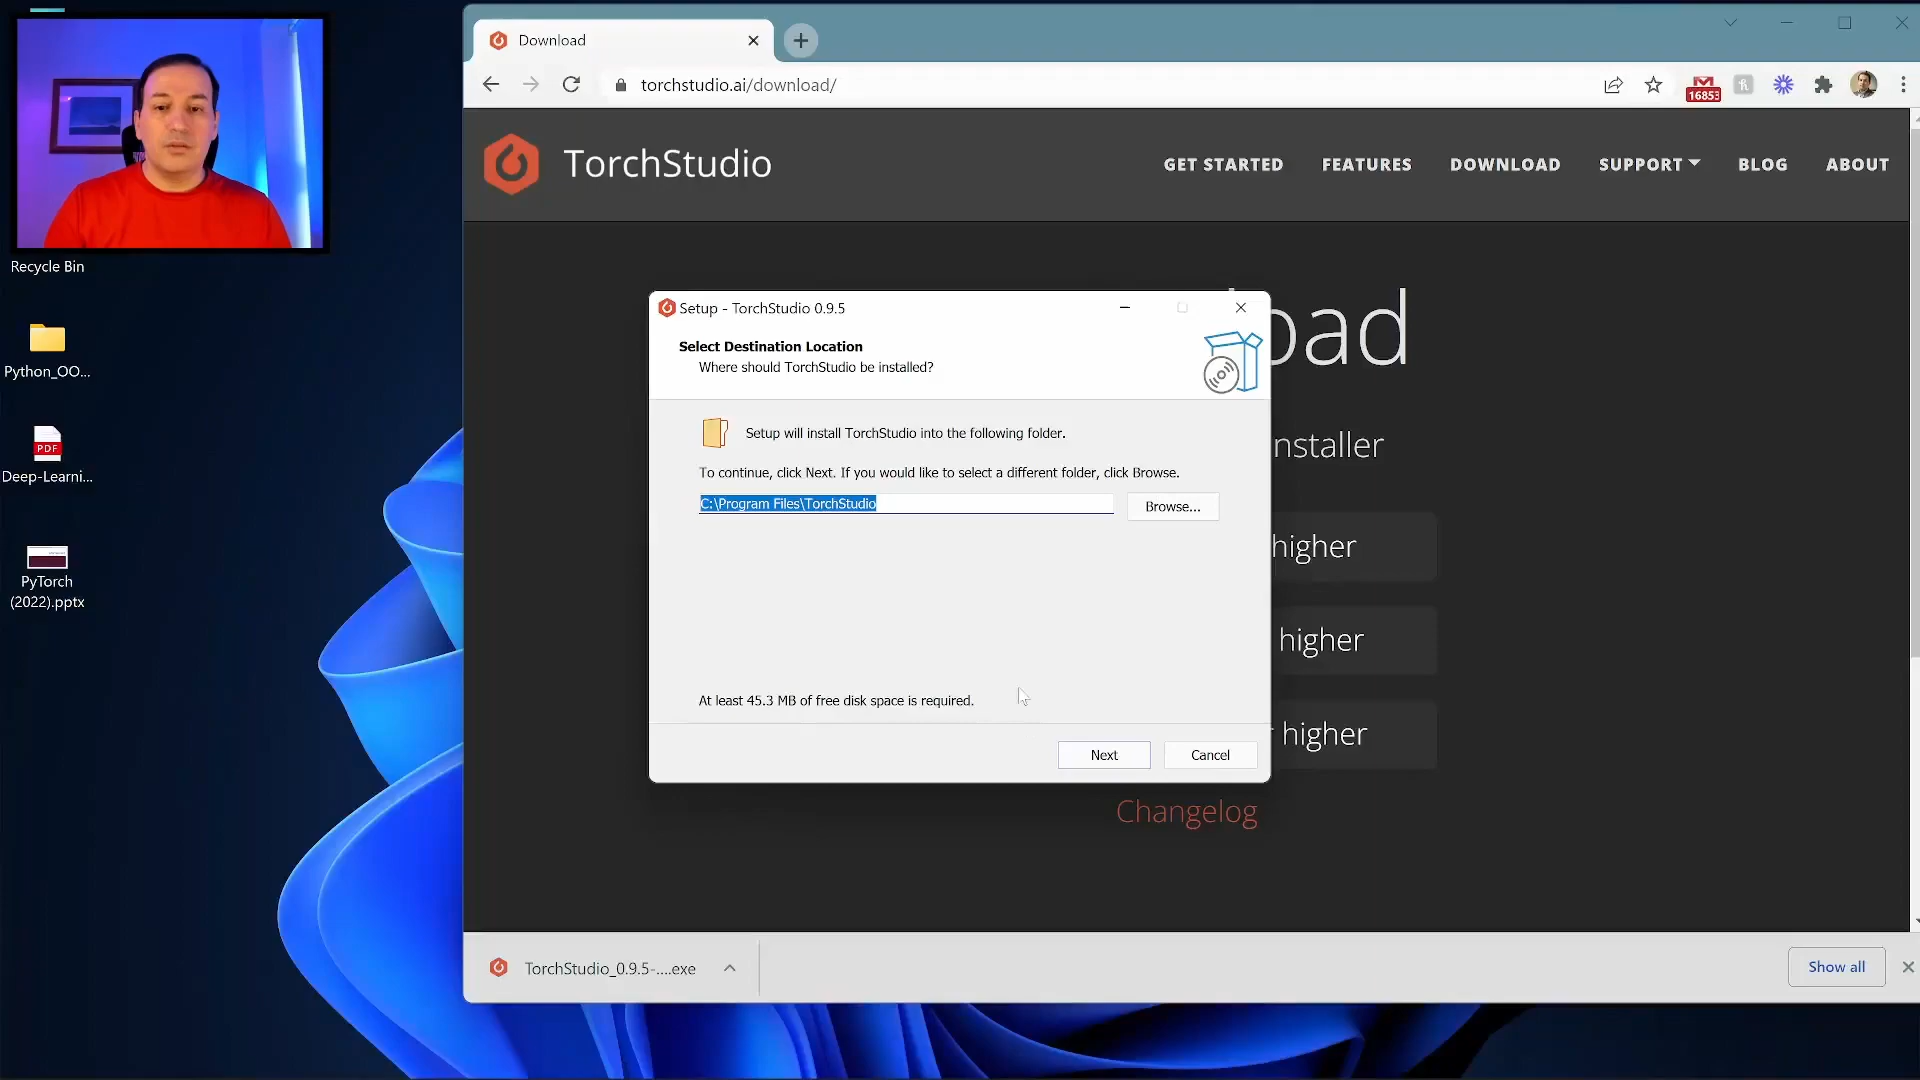 Recycle Bin
Python_OO...
PDF
Deep-Learni...
PyTorch
(2022).pptx
Download
torchstudio.ai/download/
16853
TorchStudio
GET STARTED
FEATURES
DOWNLOAD
SUPPORT
BLOG
ABOUT
oad
nstaller
higher
higher
higher
Changelog
Setup - TorchStudio 0.9.5
Select Destination Location
Where should TorchStudio be installed?
Setup will install TorchStudio into the following folder.
To continue, click Next. If you would like to select a different folder, click Browse.
C:\Program Files\TorchStudio
Browse...
At least 45.3 MB of free disk space is required.
Next
Cancel
TorchStudio_0.9.5-....exe
Show all